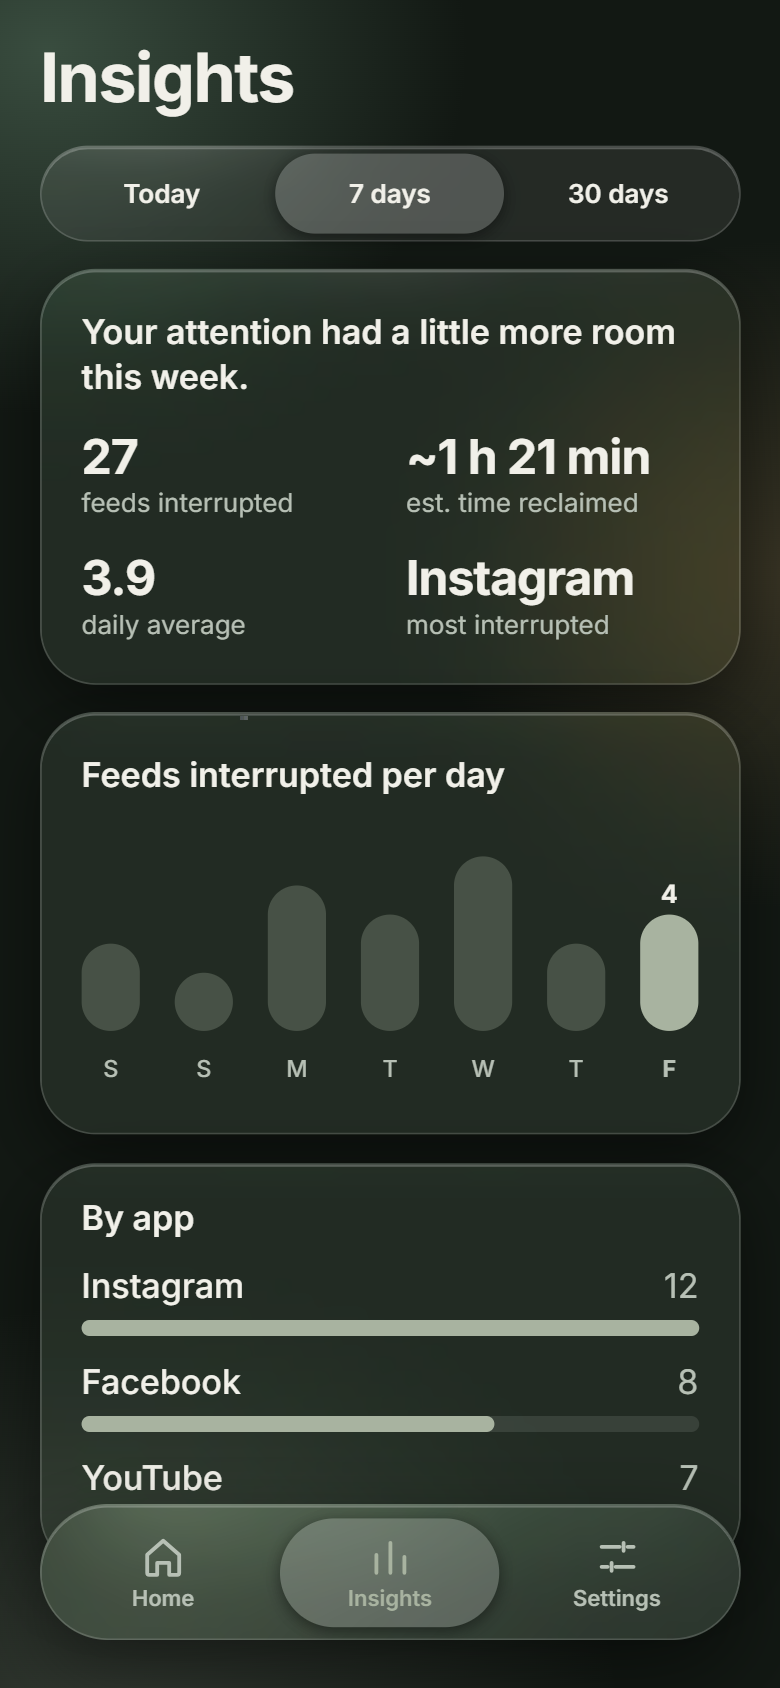 Insights
Today 7 days 30 days
Your attention had a little more room
this week.
27 ~1 h 21 min
feeds interrupted est. time reclaimed
3.9 Instagram
daily average most interrupted
Feeds interrupted per day
4
S S M T W T F
By app
Instagram 12
Facebook 8
YouTube 7
Home Insights Settings